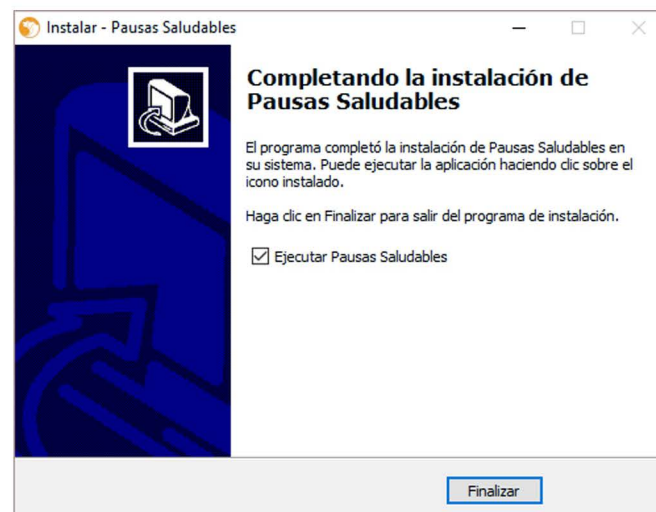 Instalar - Pausas Saludables
Completando la instalación de
Pausas Saludables
El programa completó la instalación de Pausas Saludables en
su sistema. Puede ejecutar la aplicación haciendo clic sobre el
icono instalado.
Haga clic en Finalizar para salir del programa de instalación.
Ejecutar Pausas Saludables
Finalizar